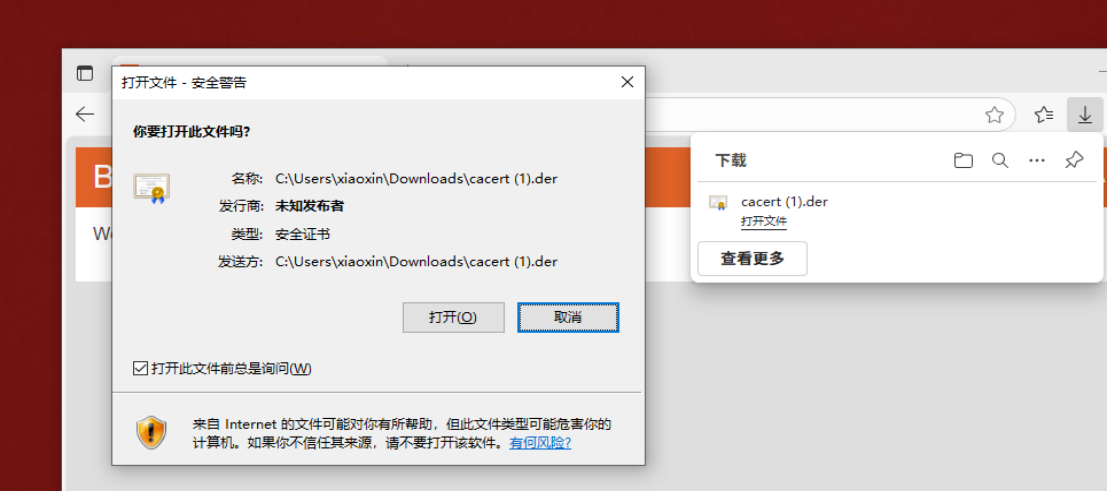 打开文件 - 安全警告
你要打开此文件吗?
名称: C:\Users\xiaoxin\Downloads\cacert (1).der
发行商: 未知发布者
类型: 安全证书
发送方: C:\Users\xiaoxin\Downloads\cacert (1).der
打开(O)
取消
打开此文件前总是询问(W)
来自 Internet 的文件可能对你有所帮助，但此文件类型可能危害你的
计算机。如果你不信任其来源，请不要打开该软件。有何风险?
B
下载
cacert (1).der
打开文件
查看更多